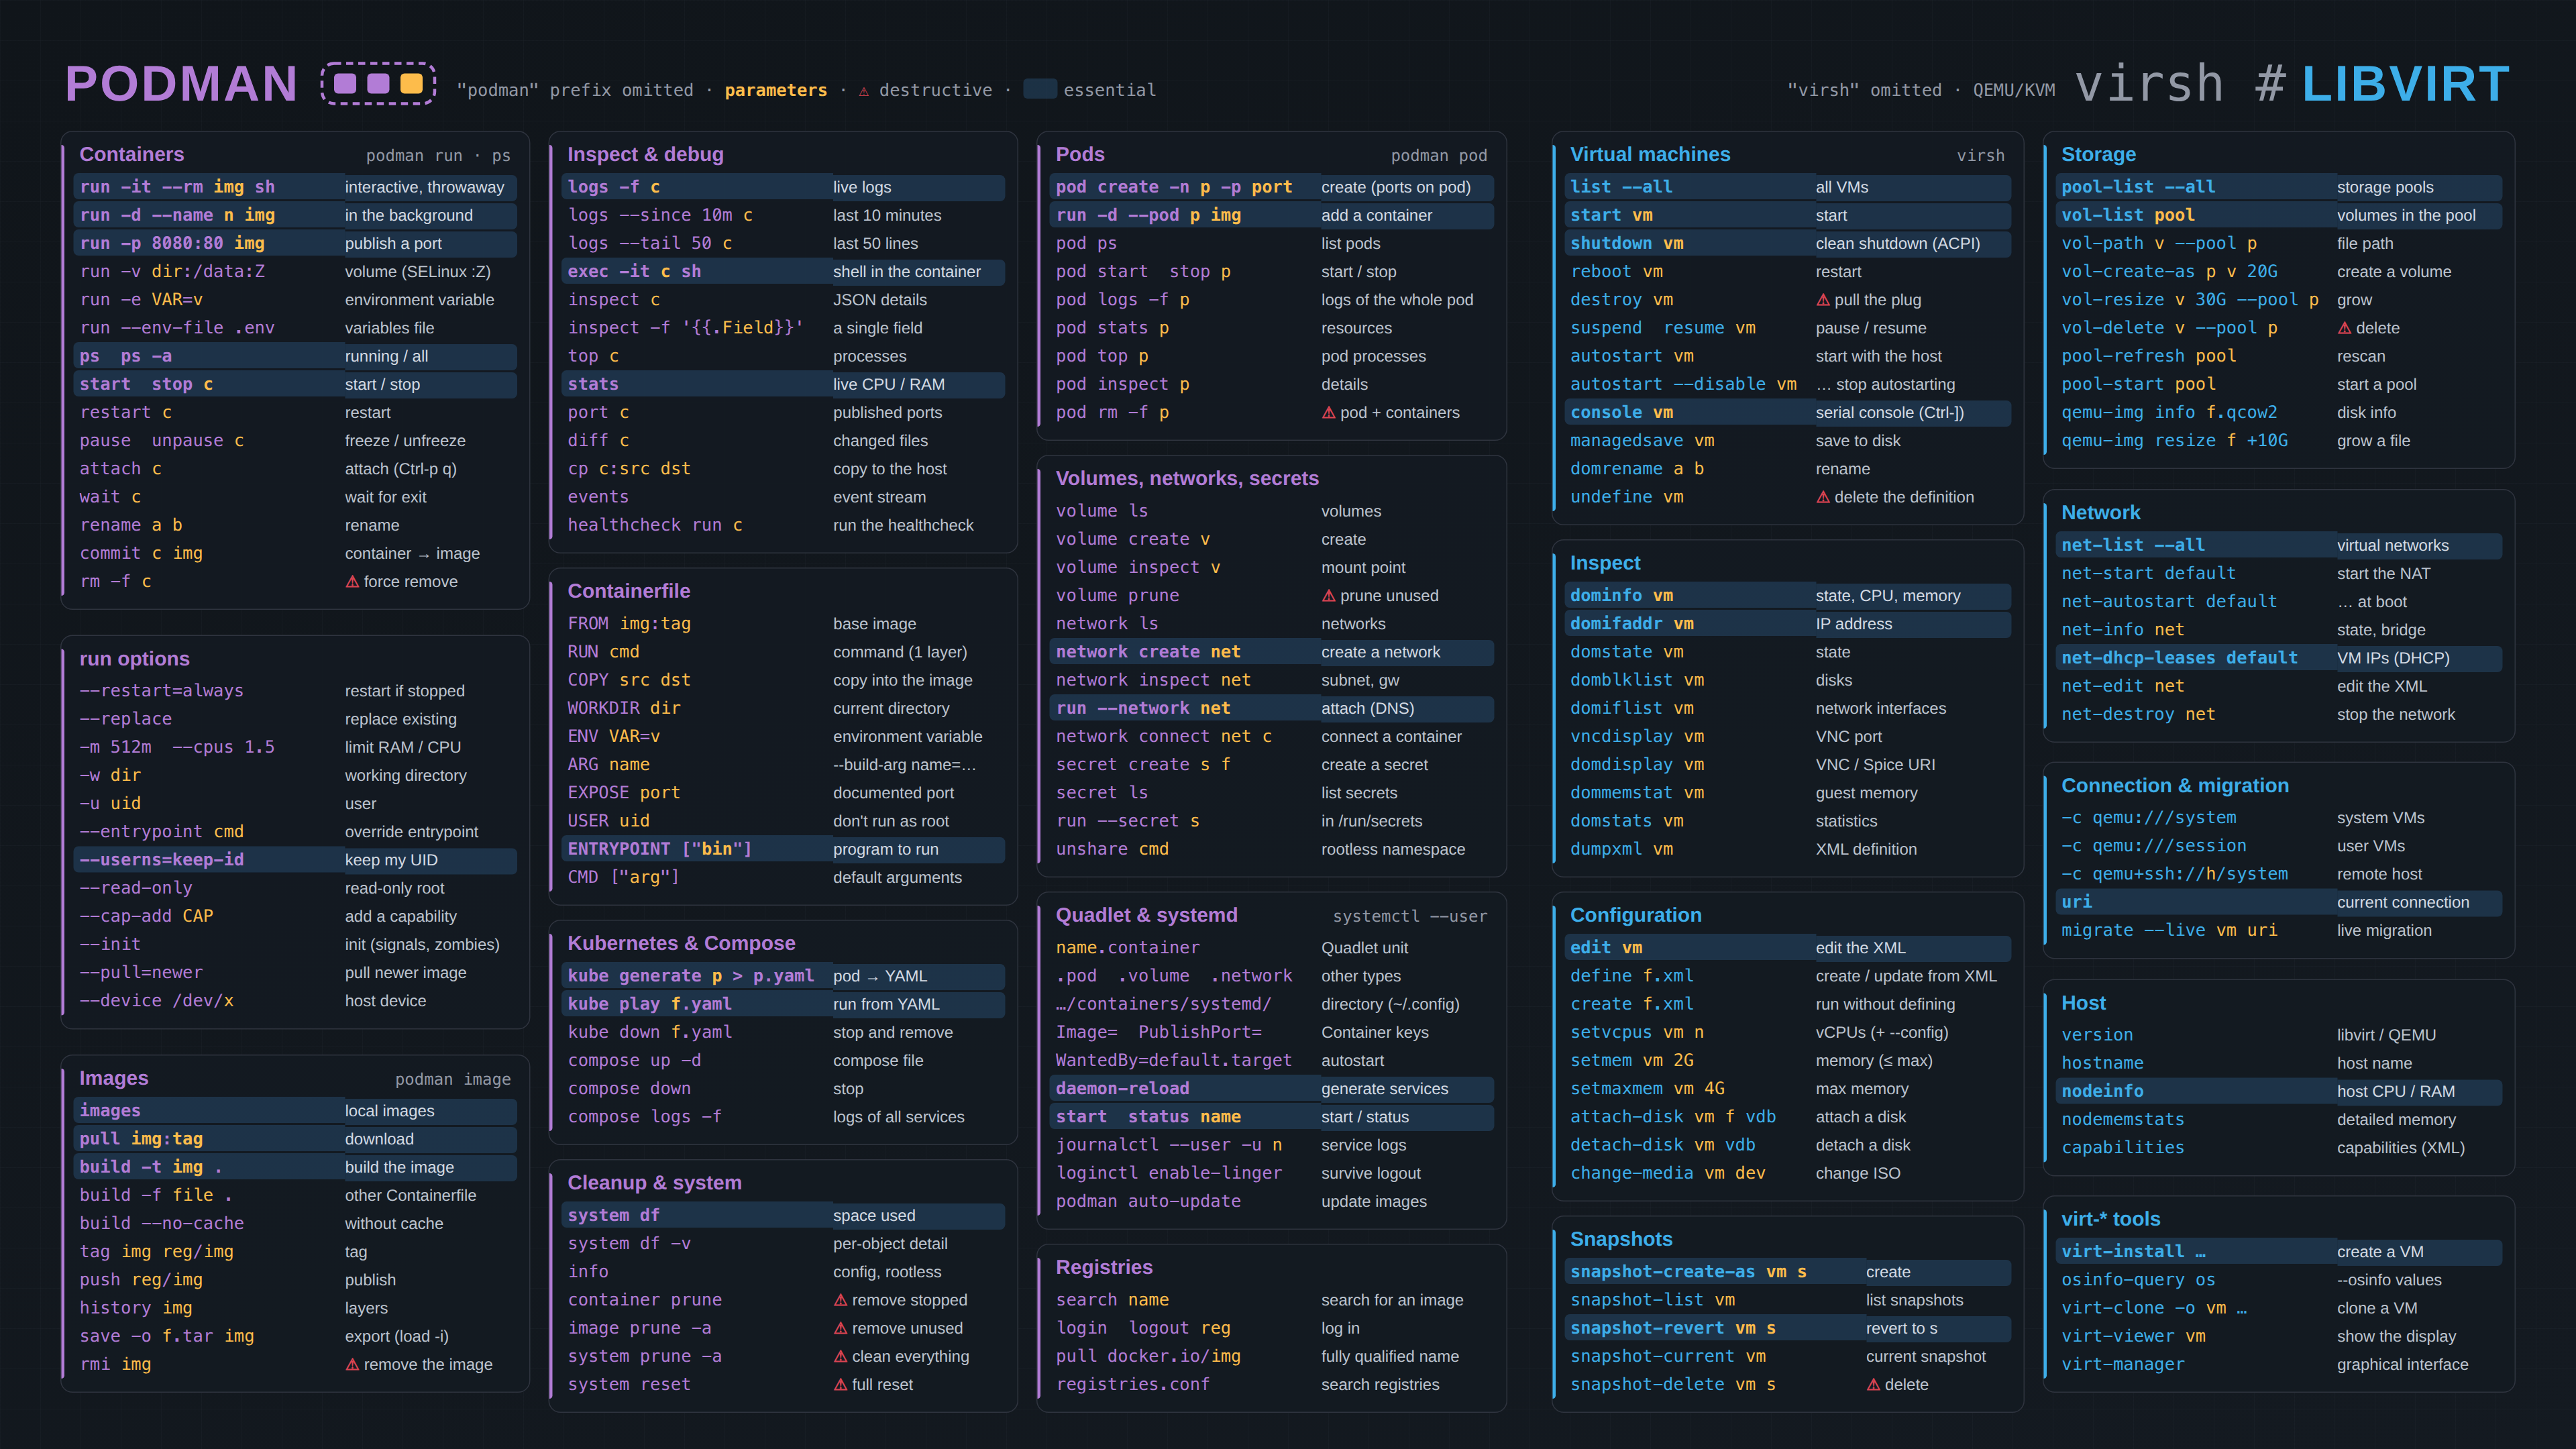 PODMAN "podman" prefix omitted · parameters · ⚠ destructive · essential
"virsh" omitted · QEMU/KVM virsh # LIBVIRT
Containers podman run · ps
run -it --rm img sh interactive, throwaway
run -d --name n img in the background
run -p 8080:80 img publish a port
run -v dir:/data:Z volume (SELinux :Z)
run -e VAR=v environment variable
run --env-file .env variables file
ps ps -a running / all
start stop c start / stop
restart c restart
pause unpause c freeze / unfreeze
attach c attach (Ctrl-p q)
wait c wait for exit
rename a b rename
commit c img container → image
rm -f c ⚠ force remove
run options
--restart=always restart if stopped
--replace replace existing
-m 512m --cpus 1.5 limit RAM / CPU
-w dir working directory
-u uid user
--entrypoint cmd override entrypoint
--userns=keep-id keep my UID
--read-only read-only root
--cap-add CAP add a capability
--init init (signals, zombies)
--pull=newer pull newer image
--device /dev/x host device
Images podman image
images local images
pull img:tag download
build -t img . build the image
build -f file . other Containerfile
build --no-cache without cache
tag img reg/img tag
push reg/img publish
history img layers
save -o f.tar img export (load -i)
rmi img ⚠ remove the image
Inspect & debug
logs -f c live logs
logs --since 10m c last 10 minutes
logs --tail 50 c last 50 lines
exec -it c sh shell in the container
inspect c JSON details
inspect -f '{{.Field}}' a single field
top c processes
stats live CPU / RAM
port c published ports
diff c changed files
cp c:src dst copy to the host
events event stream
healthcheck run c run the healthcheck
Containerfile
FROM img:tag base image
RUN cmd command (1 layer)
COPY src dst copy into the image
WORKDIR dir current directory
ENV VAR=v environment variable
ARG name --build-arg name=…
EXPOSE port documented port
USER uid don't run as root
ENTRYPOINT ["bin"] program to run
CMD ["arg"] default arguments
Kubernetes & Compose
kube generate p > p.yaml pod → YAML
kube play f.yaml run from YAML
kube down f.yaml stop and remove
compose up -d compose file
compose down stop
compose logs -f logs of all services
Cleanup & system
system df space used
system df -v per-object detail
info config, rootless
container prune ⚠ remove stopped
image prune -a ⚠ remove unused
system prune -a ⚠ clean everything
system reset ⚠ full reset
Pods podman pod
pod create -n p -p port create (ports on pod)
run -d --pod p img add a container
pod ps list pods
pod start stop p start / stop
pod logs -f p logs of the whole pod
pod stats p resources
pod top p pod processes
pod inspect p details
pod rm -f p ⚠ pod + containers
Volumes, networks, secrets
volume ls volumes
volume create v create
volume inspect v mount point
volume prune ⚠ prune unused
network ls networks
network create net create a network
network inspect net subnet, gw
run --network net attach (DNS)
network connect net c connect a container
secret create s f create a secret
secret ls list secrets
run --secret s in /run/secrets
unshare cmd rootless namespace
Quadlet & systemd systemctl --user
name.container Quadlet unit
.pod .volume .network other types
…/containers/systemd/ directory (~/.config)
Image= PublishPort= Container keys
WantedBy=default.target autostart
daemon-reload generate services
start status name start / status
journalctl --user -u n service logs
loginctl enable-linger survive logout
podman auto-update update images
Registries
search name search for an image
login logout reg log in
pull docker.io/img fully qualified name
registries.conf search registries
Virtual machines virsh
list --all all VMs
start vm start
shutdown vm clean shutdown (ACPI)
reboot vm restart
destroy vm ⚠ pull the plug
suspend resume vm pause / resume
autostart vm start with the host
autostart --disable vm … stop autostarting
console vm serial console (Ctrl-])
managedsave vm save to disk
domrename a b rename
undefine vm ⚠ delete the definition
Inspect
dominfo vm state, CPU, memory
domifaddr vm IP address
domstate vm state
domblklist vm disks
domiflist vm network interfaces
vncdisplay vm VNC port
domdisplay vm VNC / Spice URI
dommemstat vm guest memory
domstats vm statistics
dumpxml vm XML definition
Configuration
edit vm edit the XML
define f.xml create / update from XML
create f.xml run without defining
setvcpus vm n vCPUs (+ --config)
setmem vm 2G memory (≤ max)
setmaxmem vm 4G max memory
attach-disk vm f vdb attach a disk
detach-disk vm vdb detach a disk
change-media vm dev change ISO
Snapshots
snapshot-create-as vm s create
snapshot-list vm list snapshots
snapshot-revert vm s revert to s
snapshot-current vm current snapshot
snapshot-delete vm s ⚠ delete
Storage
pool-list --all storage pools
vol-list pool volumes in the pool
vol-path v --pool p file path
vol-create-as p v 20G create a volume
vol-resize v 30G --pool p grow
vol-delete v --pool p ⚠ delete
pool-refresh pool rescan
pool-start pool start a pool
qemu-img info f.qcow2 disk info
qemu-img resize f +10G grow a file
Network
net-list --all virtual networks
net-start default start the NAT
net-autostart default … at boot
net-info net state, bridge
net-dhcp-leases default VM IPs (DHCP)
net-edit net edit the XML
net-destroy net stop the network
Connection & migration
-c qemu:///system system VMs
-c qemu:///session user VMs
-c qemu+ssh://h/system remote host
uri current connection
migrate --live vm uri live migration
Host
version libvirt / QEMU
hostname host name
nodeinfo host CPU / RAM
nodememstats detailed memory
capabilities capabilities (XML)
virt-* tools
virt-install … create a VM
osinfo-query os --osinfo values
virt-clone -o vm … clone a VM
virt-viewer vm show the display
virt-manager graphical interface